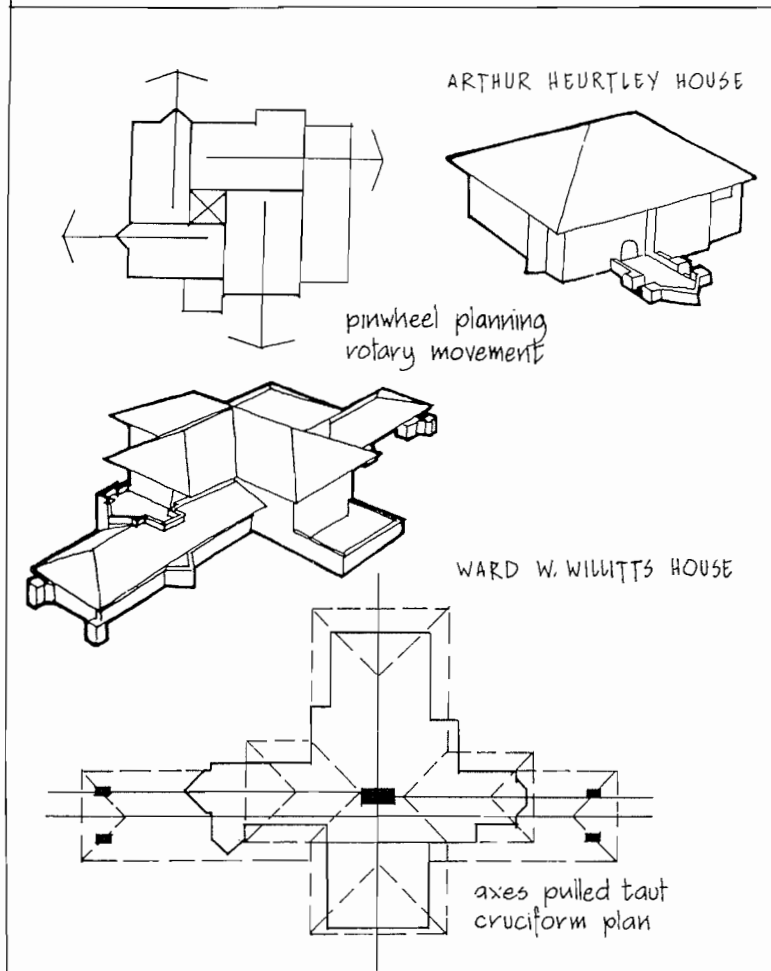 ARTHUR HEURTLEY HOUSE
pinwheel planning
rotary movement
WARD W. WILLITTS HOUSE
axes pulled taut
cruciform plan